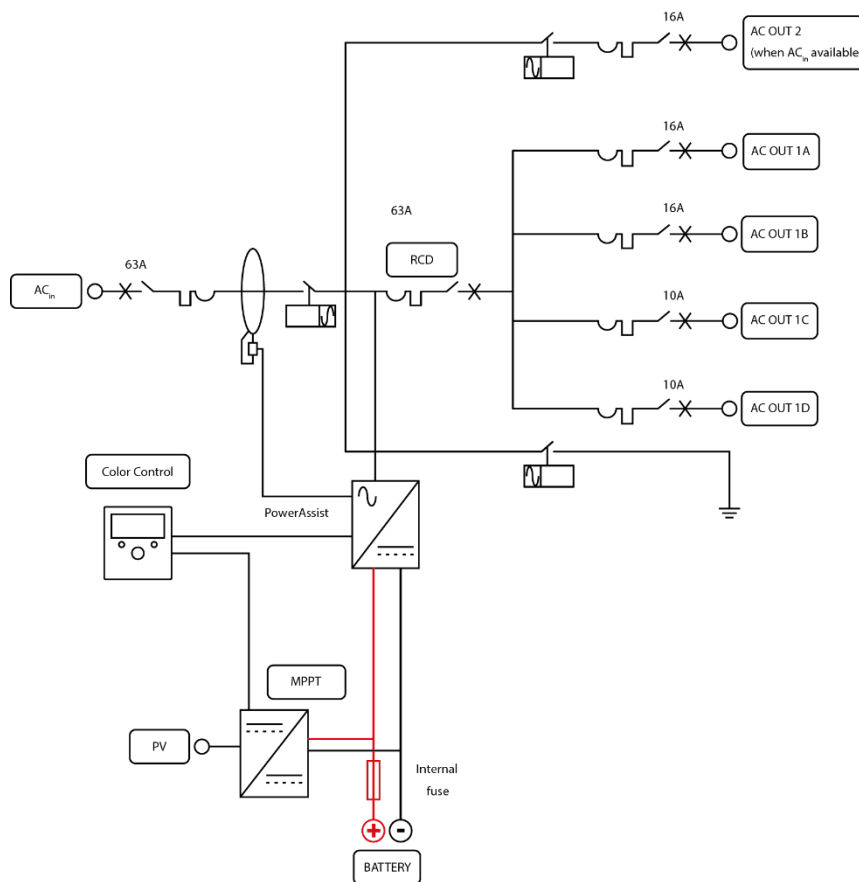 16A
AC OUT 2
(when ACin available
16A
AC OUT 1A
63A
16A
AC OUT 1B
RCD
63A
ACin
10A
AC OUT 1C
10A
AC OUT 1D
Color Control
PowerAssist
MPPT
PV
Internal
fuse
+
-
BATTERY